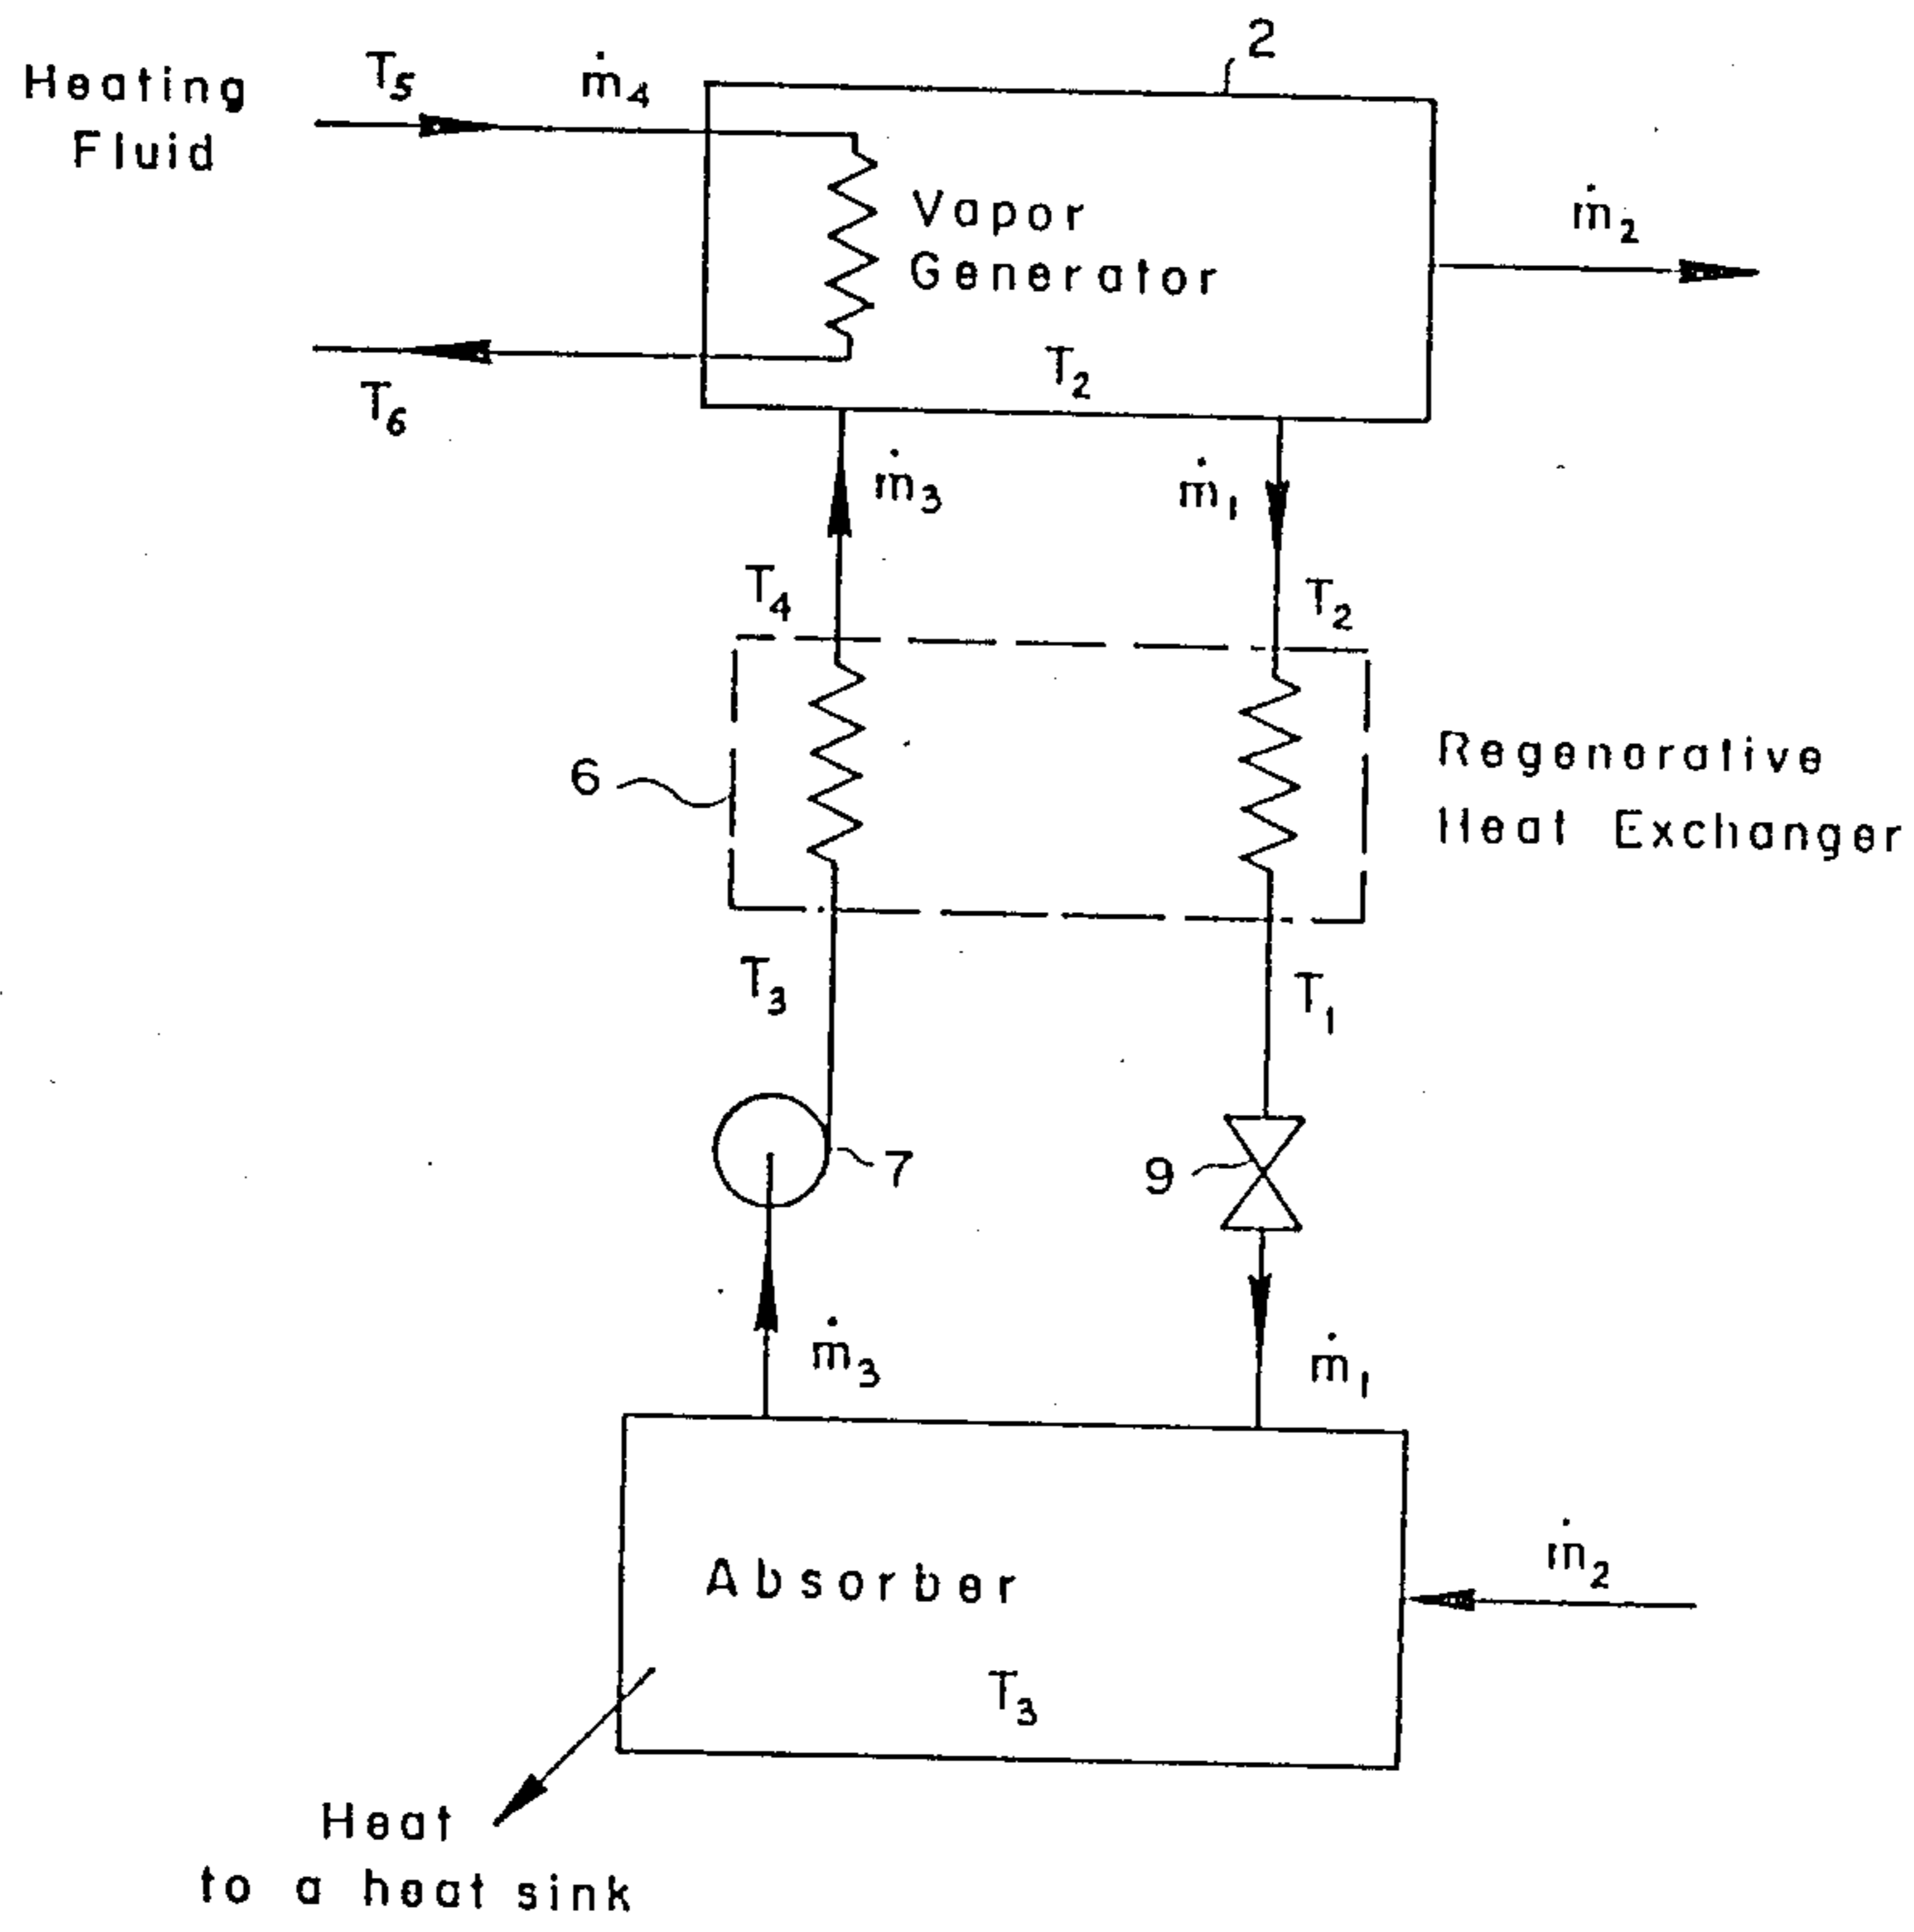 2
Heating
Fluid
T5
ṁ4
Vapor
Generator
ṁ2
T2
T6
ṁ3
ṁ1
T4
T2
6
Regenerative
Heat Exchanger
T3
T1
7
9
ṁ3
ṁ1
Absorber
ṁ2
T3
Heat
to a heat sink